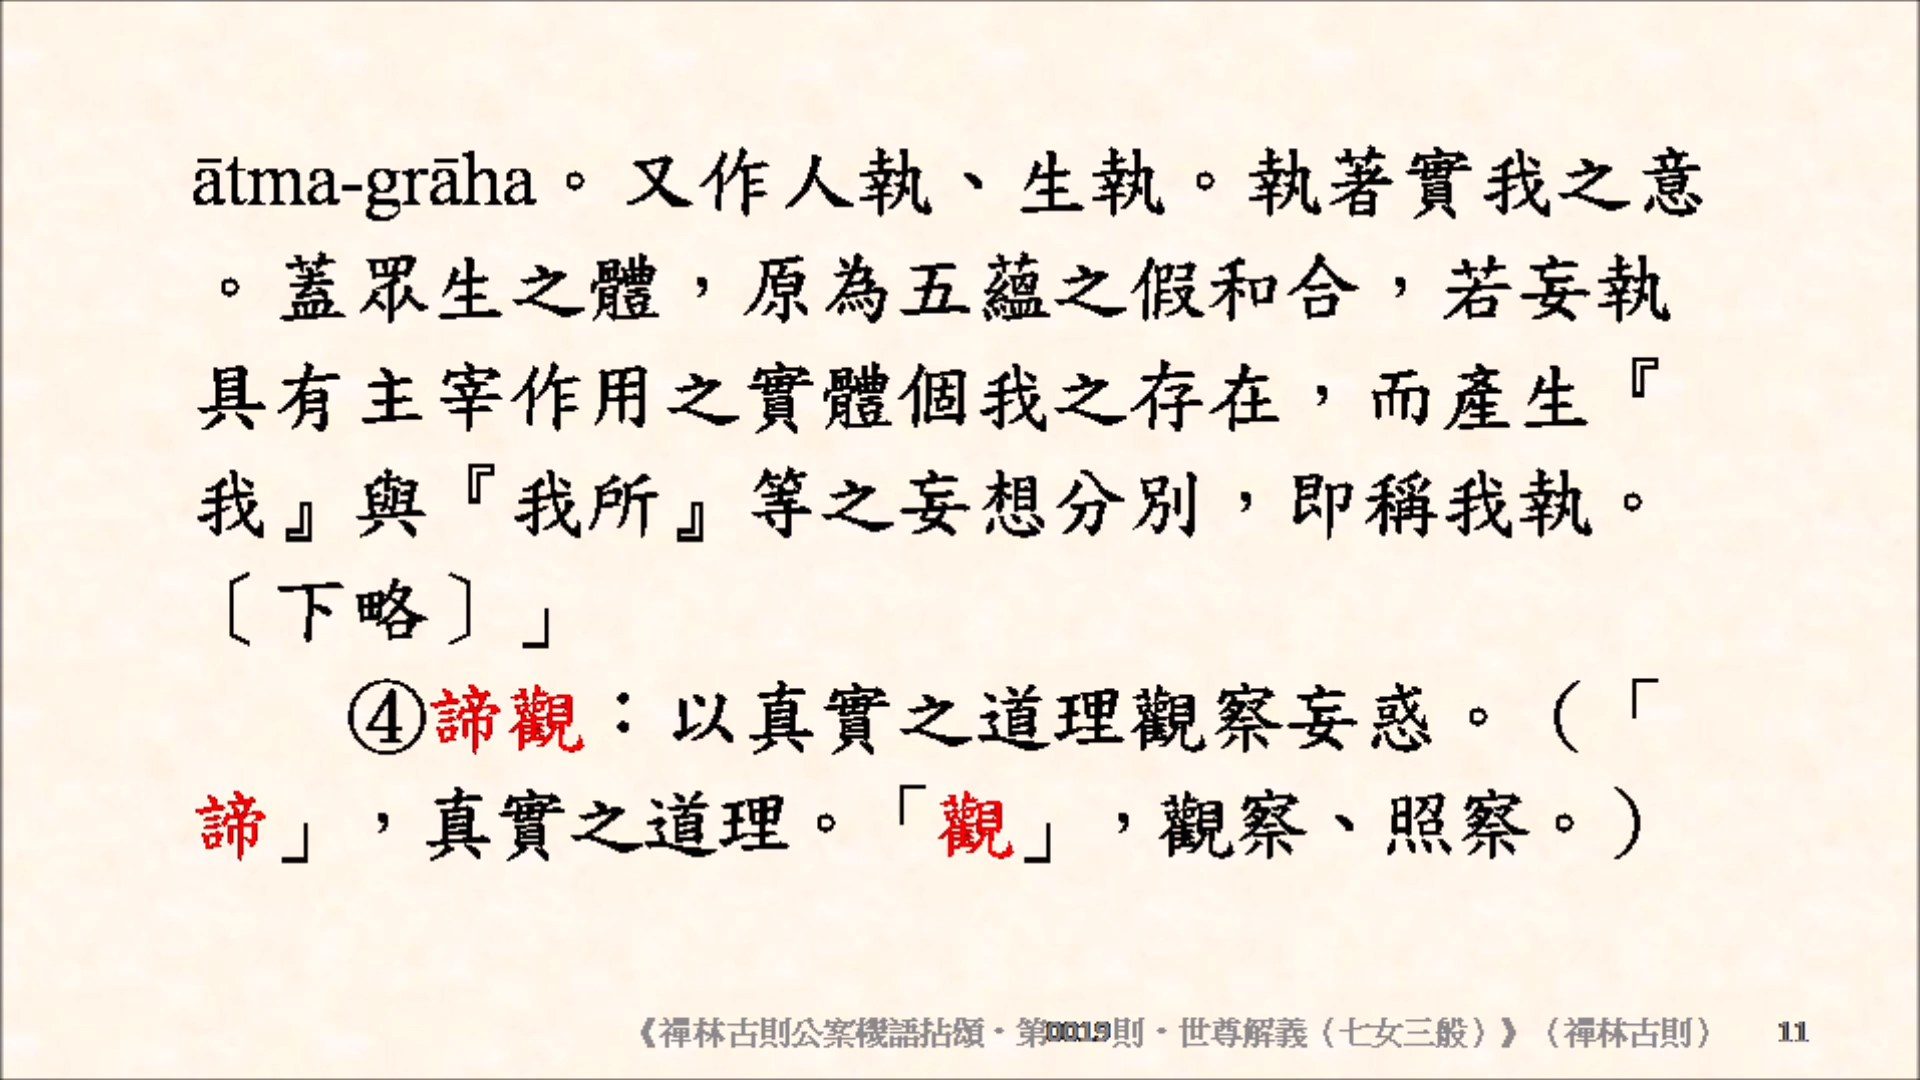 ātma-grāha。又作人執、生執。執著實我之意
。蓋眾生之體，原為五蘊之假和合，若妄執
具有主宰作用之實體個我之存在，而產生『
我』與『我所』等之妄想分別，即稱我執。
〔下略〕」
④諦觀：以真實之道理觀察妄惑。（「
諦」，真實之道理。「觀」，觀察、照察。）
《禪林古則公案機語拈頌・第0019則・世尊解義（七女三般）》（禪林古則） 11